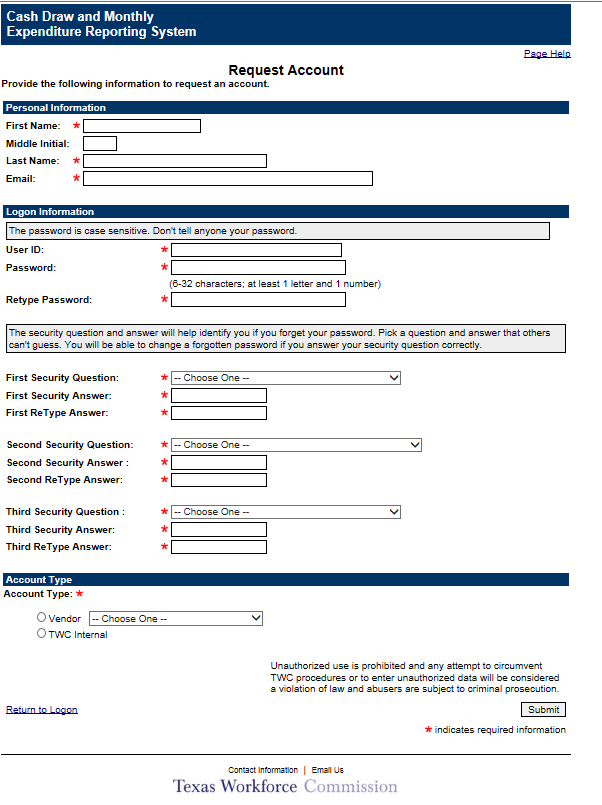 Cash Draw and Monthly
Expenditure Reporting System
Page Help
Request Account
Provide the following information to request an account.
Personal Information
First Name: *
Middle Initial:
Last Name: *
Email: *
Logon Information
The password is case sensitive. Don't tell anyone your password.
User ID: *
Password: *
(6-32 characters; at least 1 letter and 1 number)
Retype Password: *
The security question and answer will help identify you if you forget your password. Pick a question and answer that others
can't guess. You will be able to change a forgotten password if you answer your security question correctly.
First Security Question: * -- Choose One --
First Security Answer: *
First ReType Answer: *
Second Security Question: * -- Choose One --
Second Security Answer : *
Second ReType Answer: *
Third Security Question : * -- Choose One --
Third Security Answer: *
Third ReType Answer: *
Account Type
Account Type: *
Vendor -- Choose One --
TWC Internal
Unauthorized use is prohibited and any attempt to circumvent
TWC procedures or to enter unauthorized data will be considered
a violation of law and abusers are subject to criminal prosecution.
Return to Logon Submit
* indicates required information
Contact Information | Email Us
Texas Workforce Commission